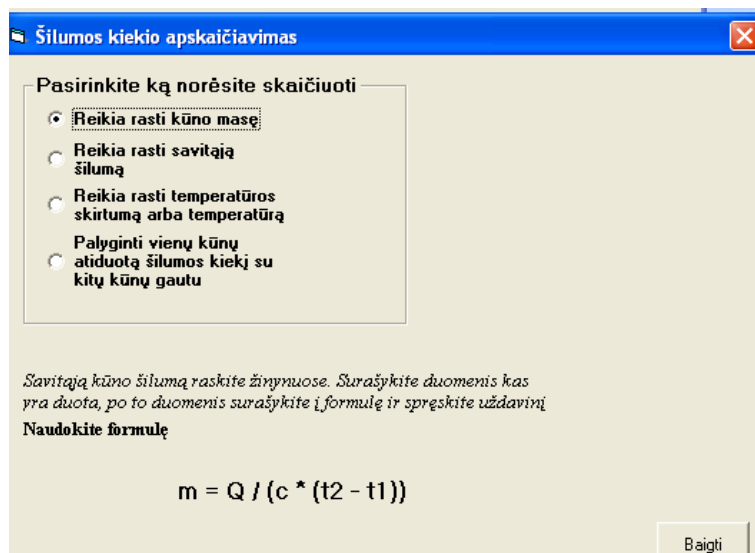 Šilumos kiekio apskaičiavimas
Pasirinkite ką norėsite skaičiuoti
Reikia rasti kūno masę
Reikia rasti savitąją
šilumą
Reikia rasti temperatūros
skirtumą arba temperatūrą
Palyginti vienų kūnų
atiduotą šilumos kiekį su
kitų kūnų gautu
Savitąją kūno šilumą raskite žinynuose. Surašykite duomenis kas
yra duota, po to duomenis surašykite į formulę ir spręskite uždavinį
Naudokite formulę
m = Q / (c * (t2 - t1))
Baigti